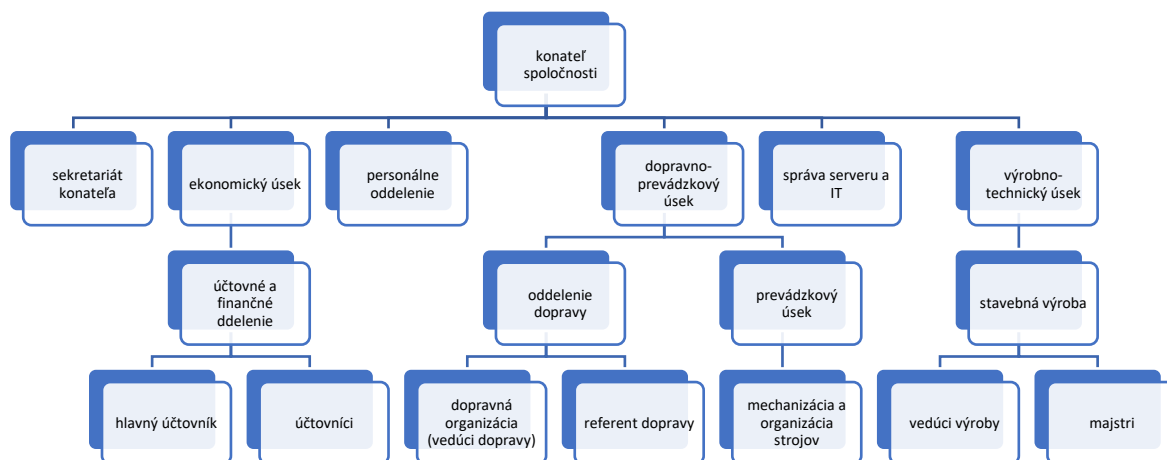 konateľ
spoločnosti
sekretariát
konateľa
ekonomický úsek
personálne
oddelenie
dopravno-
prevádzkový
úsek
správa serveru a
IT
výrobno-
technický úsek
účtovné a
finančné
ddelenie
oddelenie
dopravy
prevádzkový
úsek
stavebná výroba
hlavný účtovník
účtovníci
dopravná
organizácia
(vedúci dopravy)
referent dopravy
mechanizácia a
organizácia
strojov
vedúci výroby
majstri